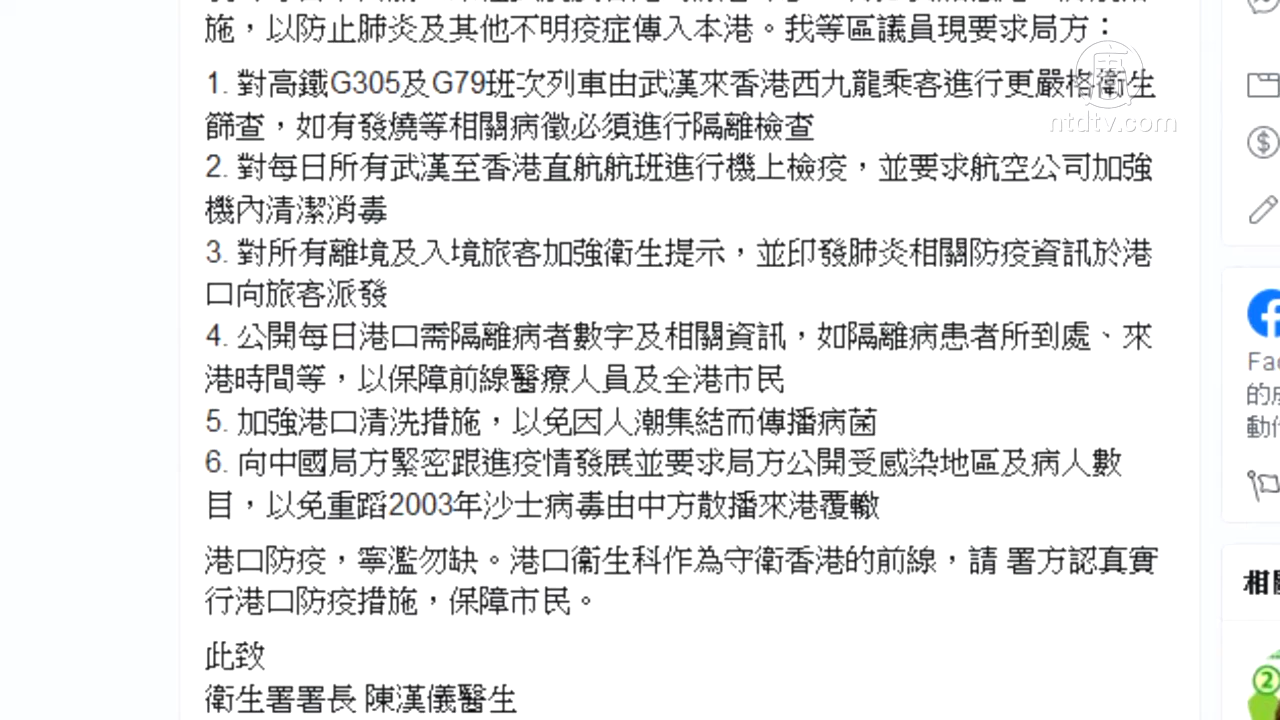 施，以防止肺炎及其他不明疫症傳入本港。我等區議員現要求局方：
1. 對高鐵G305及G79班次列車由武漢來香港西九龍乘客進行更嚴格衛生
篩查，如有發燒等相關病徵必須進行隔離檢查
2. 對每日所有武漢至香港直航航班進行機上檢疫，並要求航空公司加強
機內清潔消毒
3. 對所有離境及入境旅客加強衛生提示，並印發肺炎相關防疫資訊於港
口向旅客派發
4. 公開每日港口需隔離病者數字及相關資訊，如隔離病患者所到處、來
港時間等，以保障前線醫療人員及全港市民
5. 加強港口清洗措施，以免因人潮集結而傳播病菌
6. 向中國局方緊密跟進疫情發展並要求局方公開受感染地區及病人數
目，以免重蹈2003年沙士病毒由中方散播來港覆轍
港口防疫，寧濫勿缺。港口衛生科作為守衛香港的前線，請 署方認真實
行港口防疫措施，保障市民。
此致
衛生署署長 陳漢儀醫生
唐
ntdtv.com
Fac
的
動
相
2